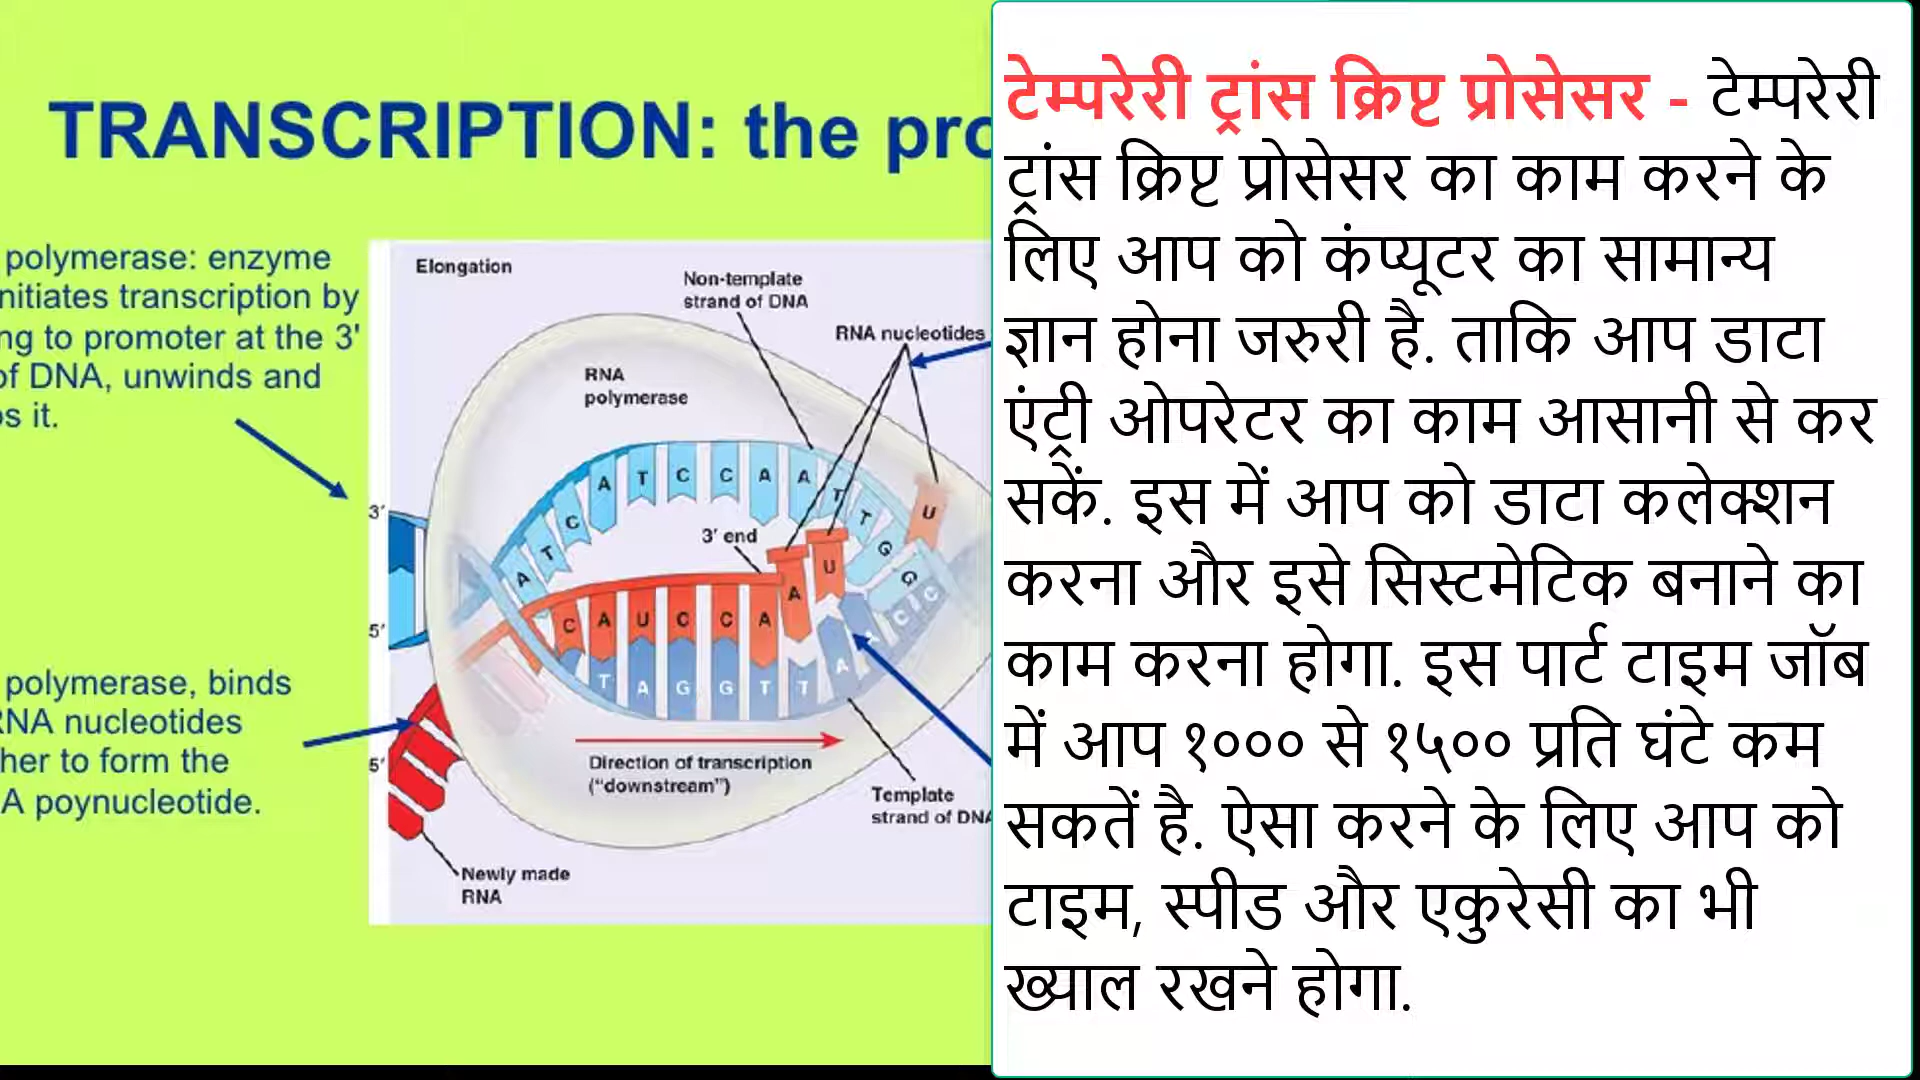 TRANSCRIPTION: the
polymerase: enzyme
nitiates transcription by
ng to promoter at the 3'
of DNA, unwinds and
s it.
polymerase, binds
RNA nucleotides
her to form the
A poynucleotide.
Elongation
Non-template
strand of DNA
RNA nucleotides
RNA
polymerase
3′ end
3′
5′
5′
A T C A T C C A A T T G G C C
U
U
A
C A U C C A
T A G G T T A A
Direction of transcription
(“downstream”)
Template
strand of DNA
Newly made
RNA
टेम्परेरी ट्रांस क्रिप्ट प्रोसेसर - टेम्परेरी
ट्रांस क्रिप्ट प्रोसेसर का काम करने के
लिए आप को कंप्यूटर का सामान्य
ज्ञान होना जरुरी है. ताकि आप डाटा
एंट्री ओपरेटर का काम आसानी से कर
सकें. इस में आप को डाटा कलेक्शन
करना और इसे सिस्टमेटिक बनाने का
काम करना होगा. इस पार्ट टाइम जॉब
में आप १००० से १५०० प्रति घंटे कम
सकतें है. ऐसा करने के लिए आप को
टाइम, स्पीड और एकुरेसी का भी
ख्याल रखने होगा.